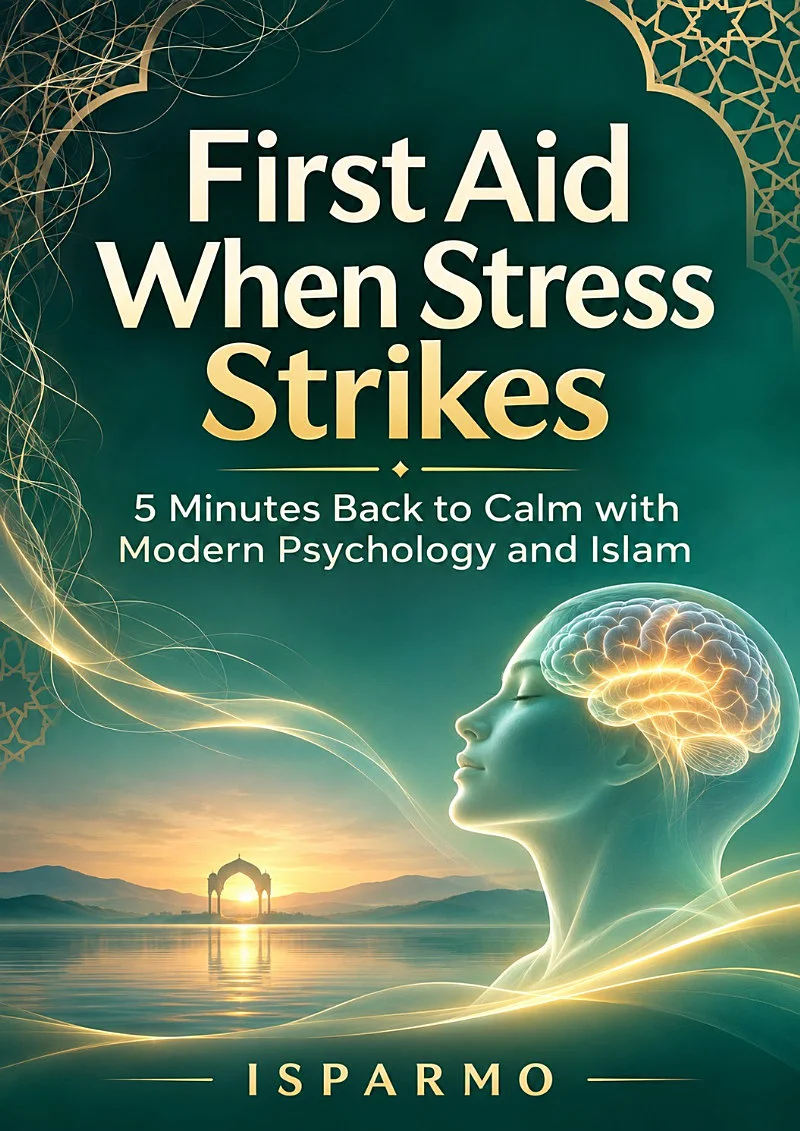 First Aid
When Stress
Strikes
5 Minutes Back to Calm with
Modern Psychology and Islam
ISPARMO